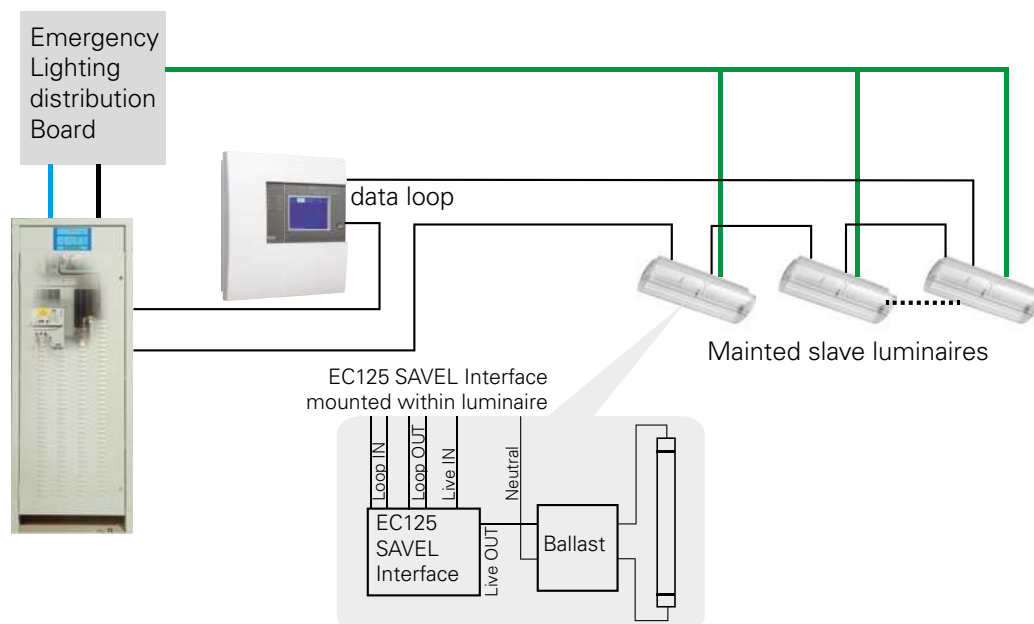 Emergency
Lighting
distribution
Board
data loop
Mainted slave luminaires
EC125 SAVEL Interface
mounted within luminaire
Loop IN
Loop OUT
Live IN
Neutral
EC125
SAVEL
Interface
Live OUT
Ballast